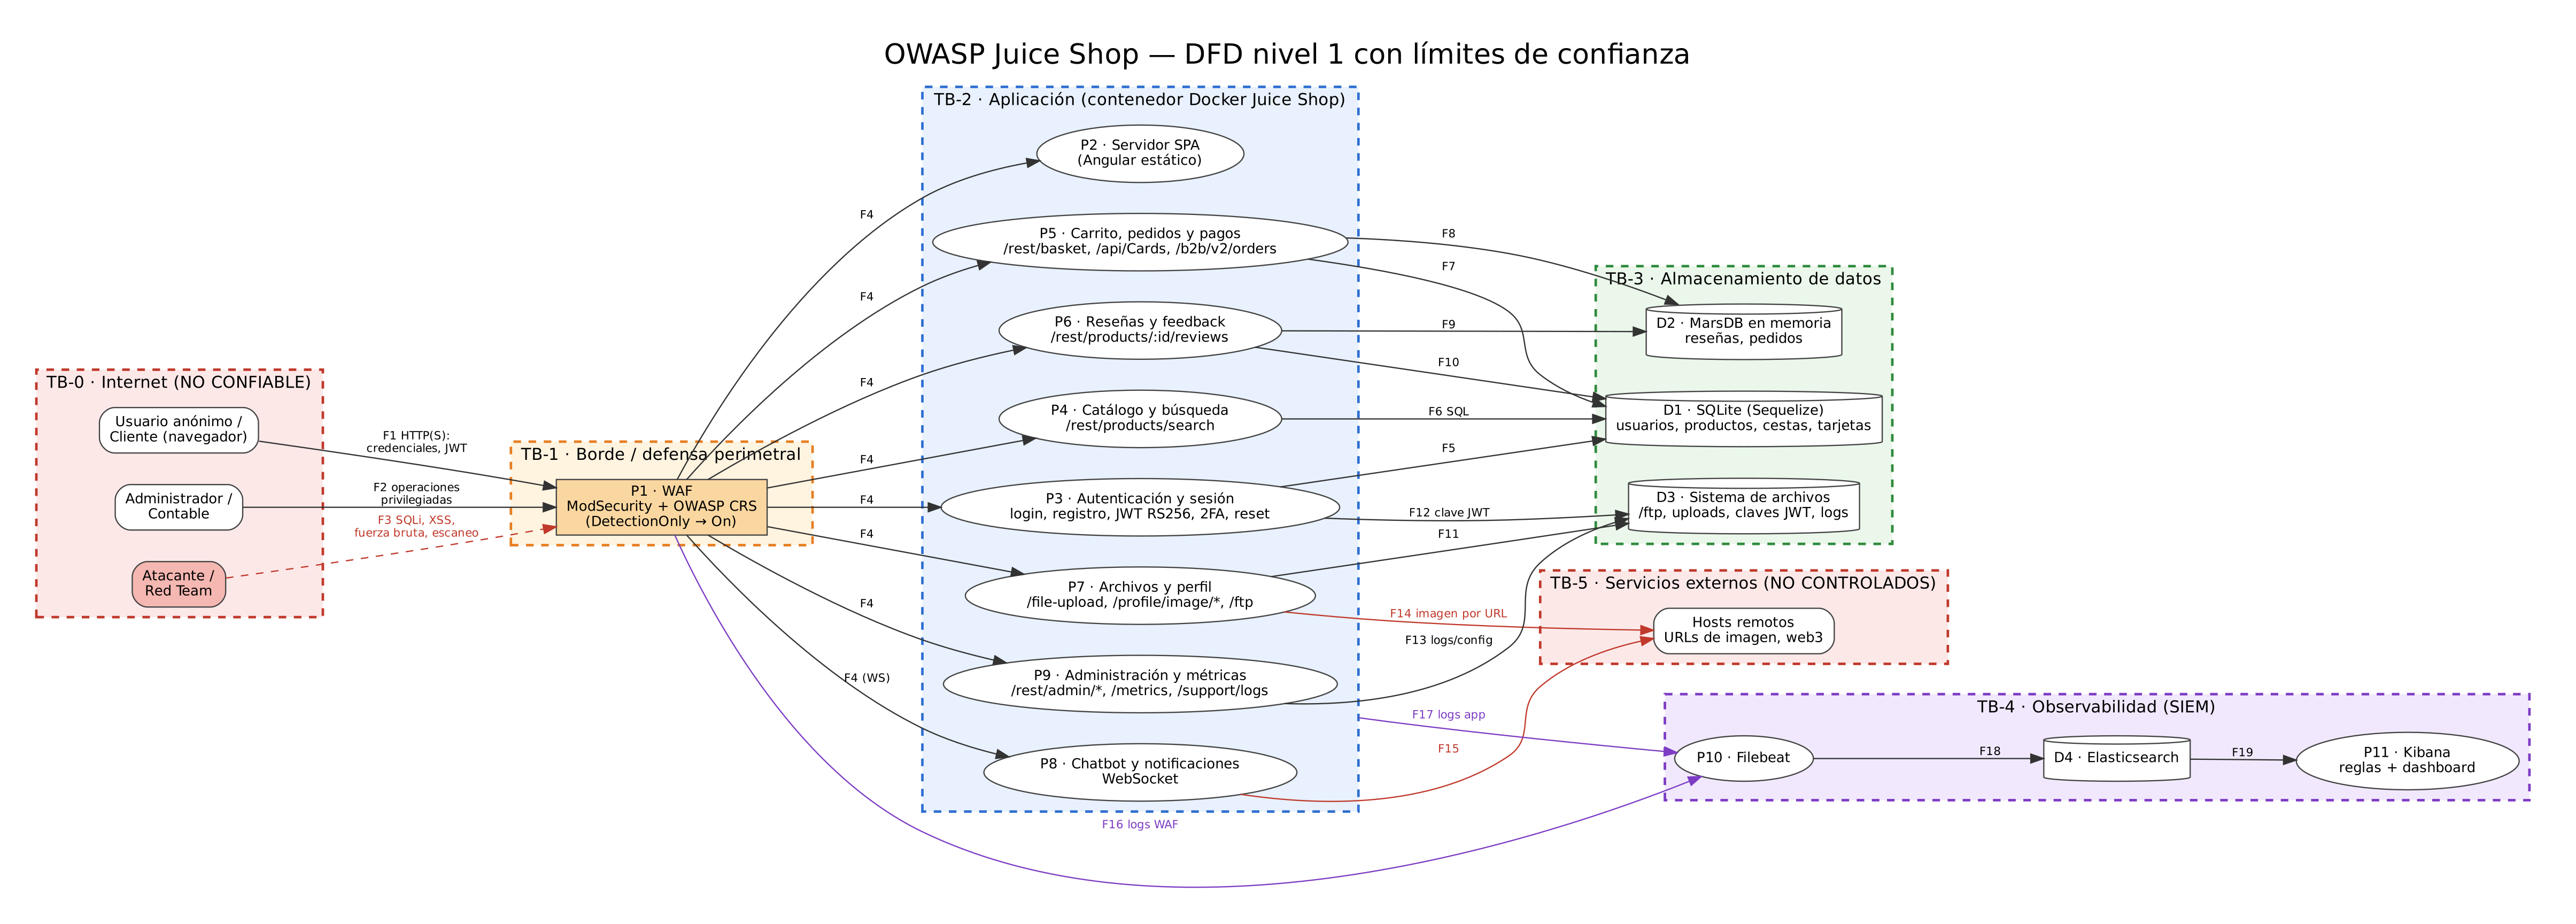 OWASP Juice Shop — DFD nivel 1 con límites de confianza
TB-0 · Internet (NO CONFIABLE)
Usuario anónimo /
Cliente (navegador)
Administrador /
Contable
Atacante /
Red Team
F1 HTTP(S):
credenciales, JWT
F2 operaciones
privilegiadas
F3 SQLi, XSS,
fuerza bruta, escaneo
TB-1 · Borde / defensa perimetral
P1 · WAF
ModSecurity + OWASP CRS
(DetectionOnly → On)
F4
F4
F4
F4
F4
F4
F4
F4 (WS)
TB-2 · Aplicación (contenedor Docker Juice Shop)
P2 · Servidor SPA
(Angular estático)
P5 · Carrito, pedidos y pagos
/rest/basket, /api/Cards, /b2b/v2/orders
P6 · Reseñas y feedback
/rest/products/:id/reviews
P4 · Catálogo y búsqueda
/rest/products/search
P3 · Autenticación y sesión
login, registro, JWT RS256, 2FA, reset
P7 · Archivos y perfil
/file-upload, /profile/image/*, /ftp
P9 · Administración y métricas
/rest/admin/*, /metrics, /support/logs
P8 · Chatbot y notificaciones
WebSocket
F16 logs WAF
F8
F7
F9
F10
F6 SQL
F5
F12 clave JWT
F11
F14 imagen por URL
F13 logs/config
F17 logs app
F15
TB-3 · Almacenamiento de datos
D2 · MarsDB en memoria
reseñas, pedidos
D1 · SQLite (Sequelize)
usuarios, productos, cestas, tarjetas
D3 · Sistema de archivos
/ftp, uploads, claves JWT, logs
TB-5 · Servicios externos (NO CONTROLADOS)
Hosts remotos
URLs de imagen, web3
TB-4 · Observabilidad (SIEM)
P10 · Filebeat
F18
D4 · Elasticsearch
F19
P11 · Kibana
reglas + dashboard